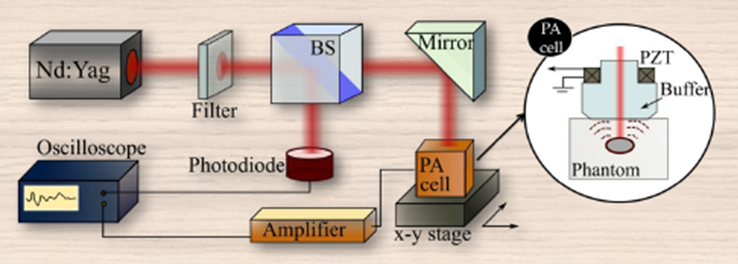 PA
cell
BS
Mirror
PZT
Nd:Yag
Buffer
Filter
Oscilloscope
Photodiode
PA
cell
Phantom
Amplifier
x-y stage